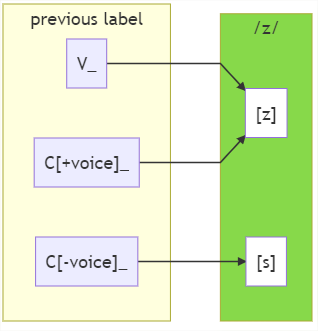 previous label
/z/
V_
[z]
C[+voice]_
C[-voice]_
[s]